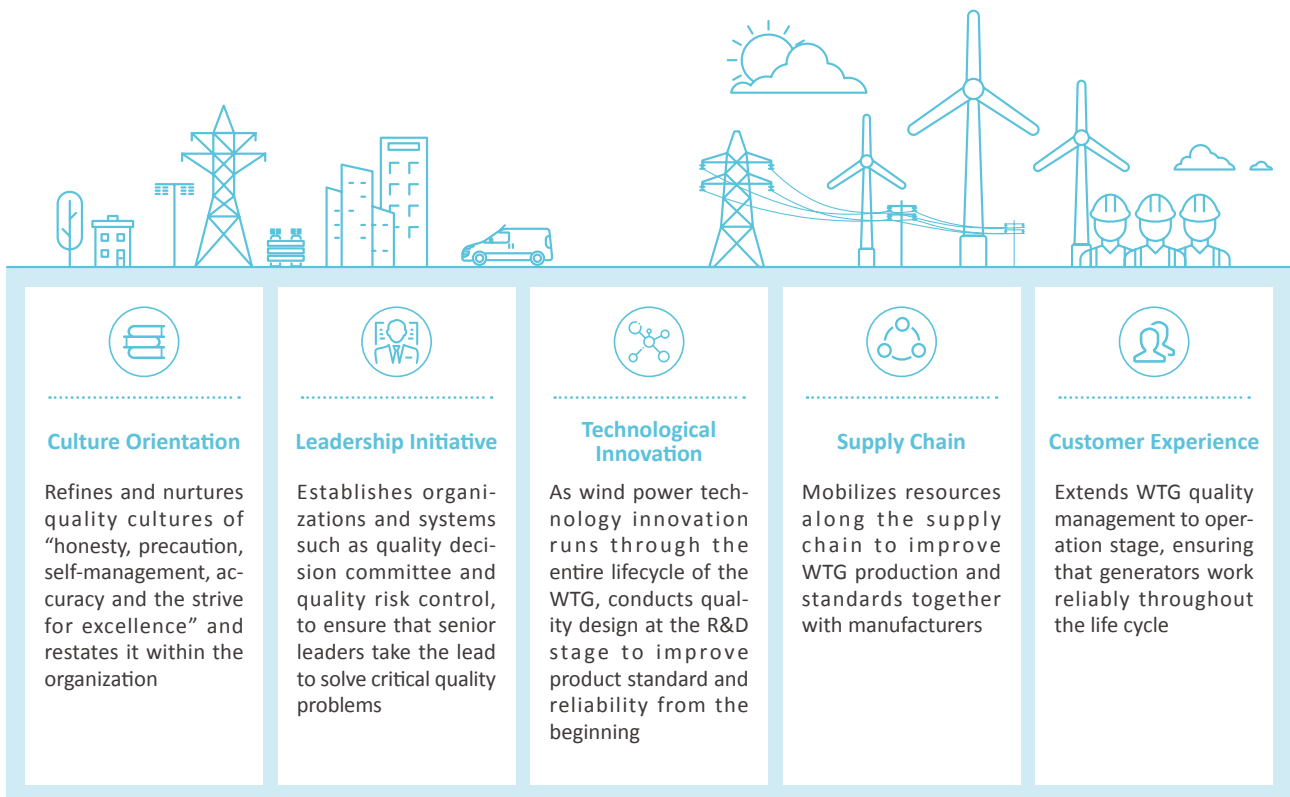 Culture Orientation
Refines and nurtures
quality cultures of
“honesty, precaution,
self-management, ac-
curacy and the strive
for excellence” and
restates it within the
organization
Leadership Initiative
Establishes organi-
zations and systems
such as quality deci-
sion committee and
quality risk control,
to ensure that senior
leaders take the lead
to solve critical quality
problems
Technological
Innovation
As wind power tech-
nology innovation
runs through the
entire lifecycle of the
WTG, conducts qual-
ity design at the R&D
stage to improve
product standard and
reliability from the
beginning
Supply Chain
Mobilizes resources
along the supply
chain to improve
WTG production and
standards together
with manufacturers
Customer Experience
Extends WTG quality
management to oper-
ation stage, ensuring
that generators work
reliably throughout
the life cycle